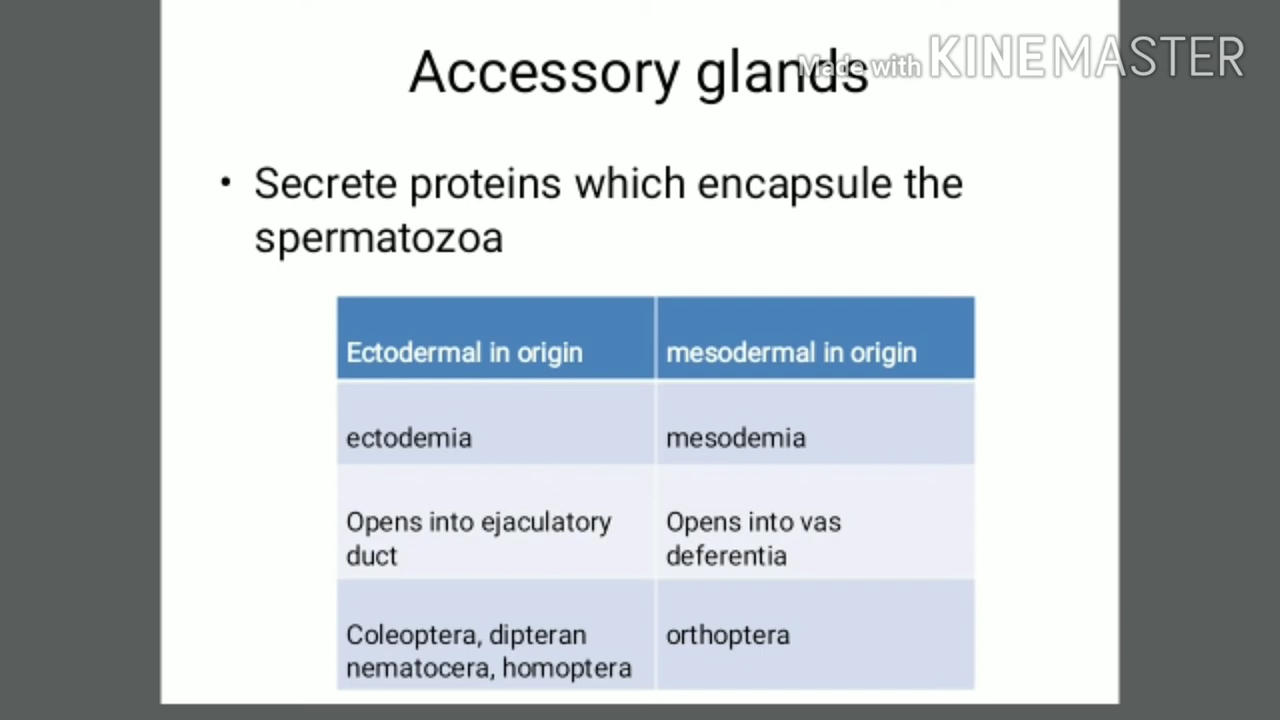 Accessory glands
Made with KINEMASTER
• Secrete proteins which encapsule the
spermatozoa
Ectodermal in origin
mesodermal in origin
ectodemia
mesodemia
Opens into ejaculatory
duct
Opens into vas
deferentia
Coleoptera, dipteran
nematocera, homoptera
orthoptera